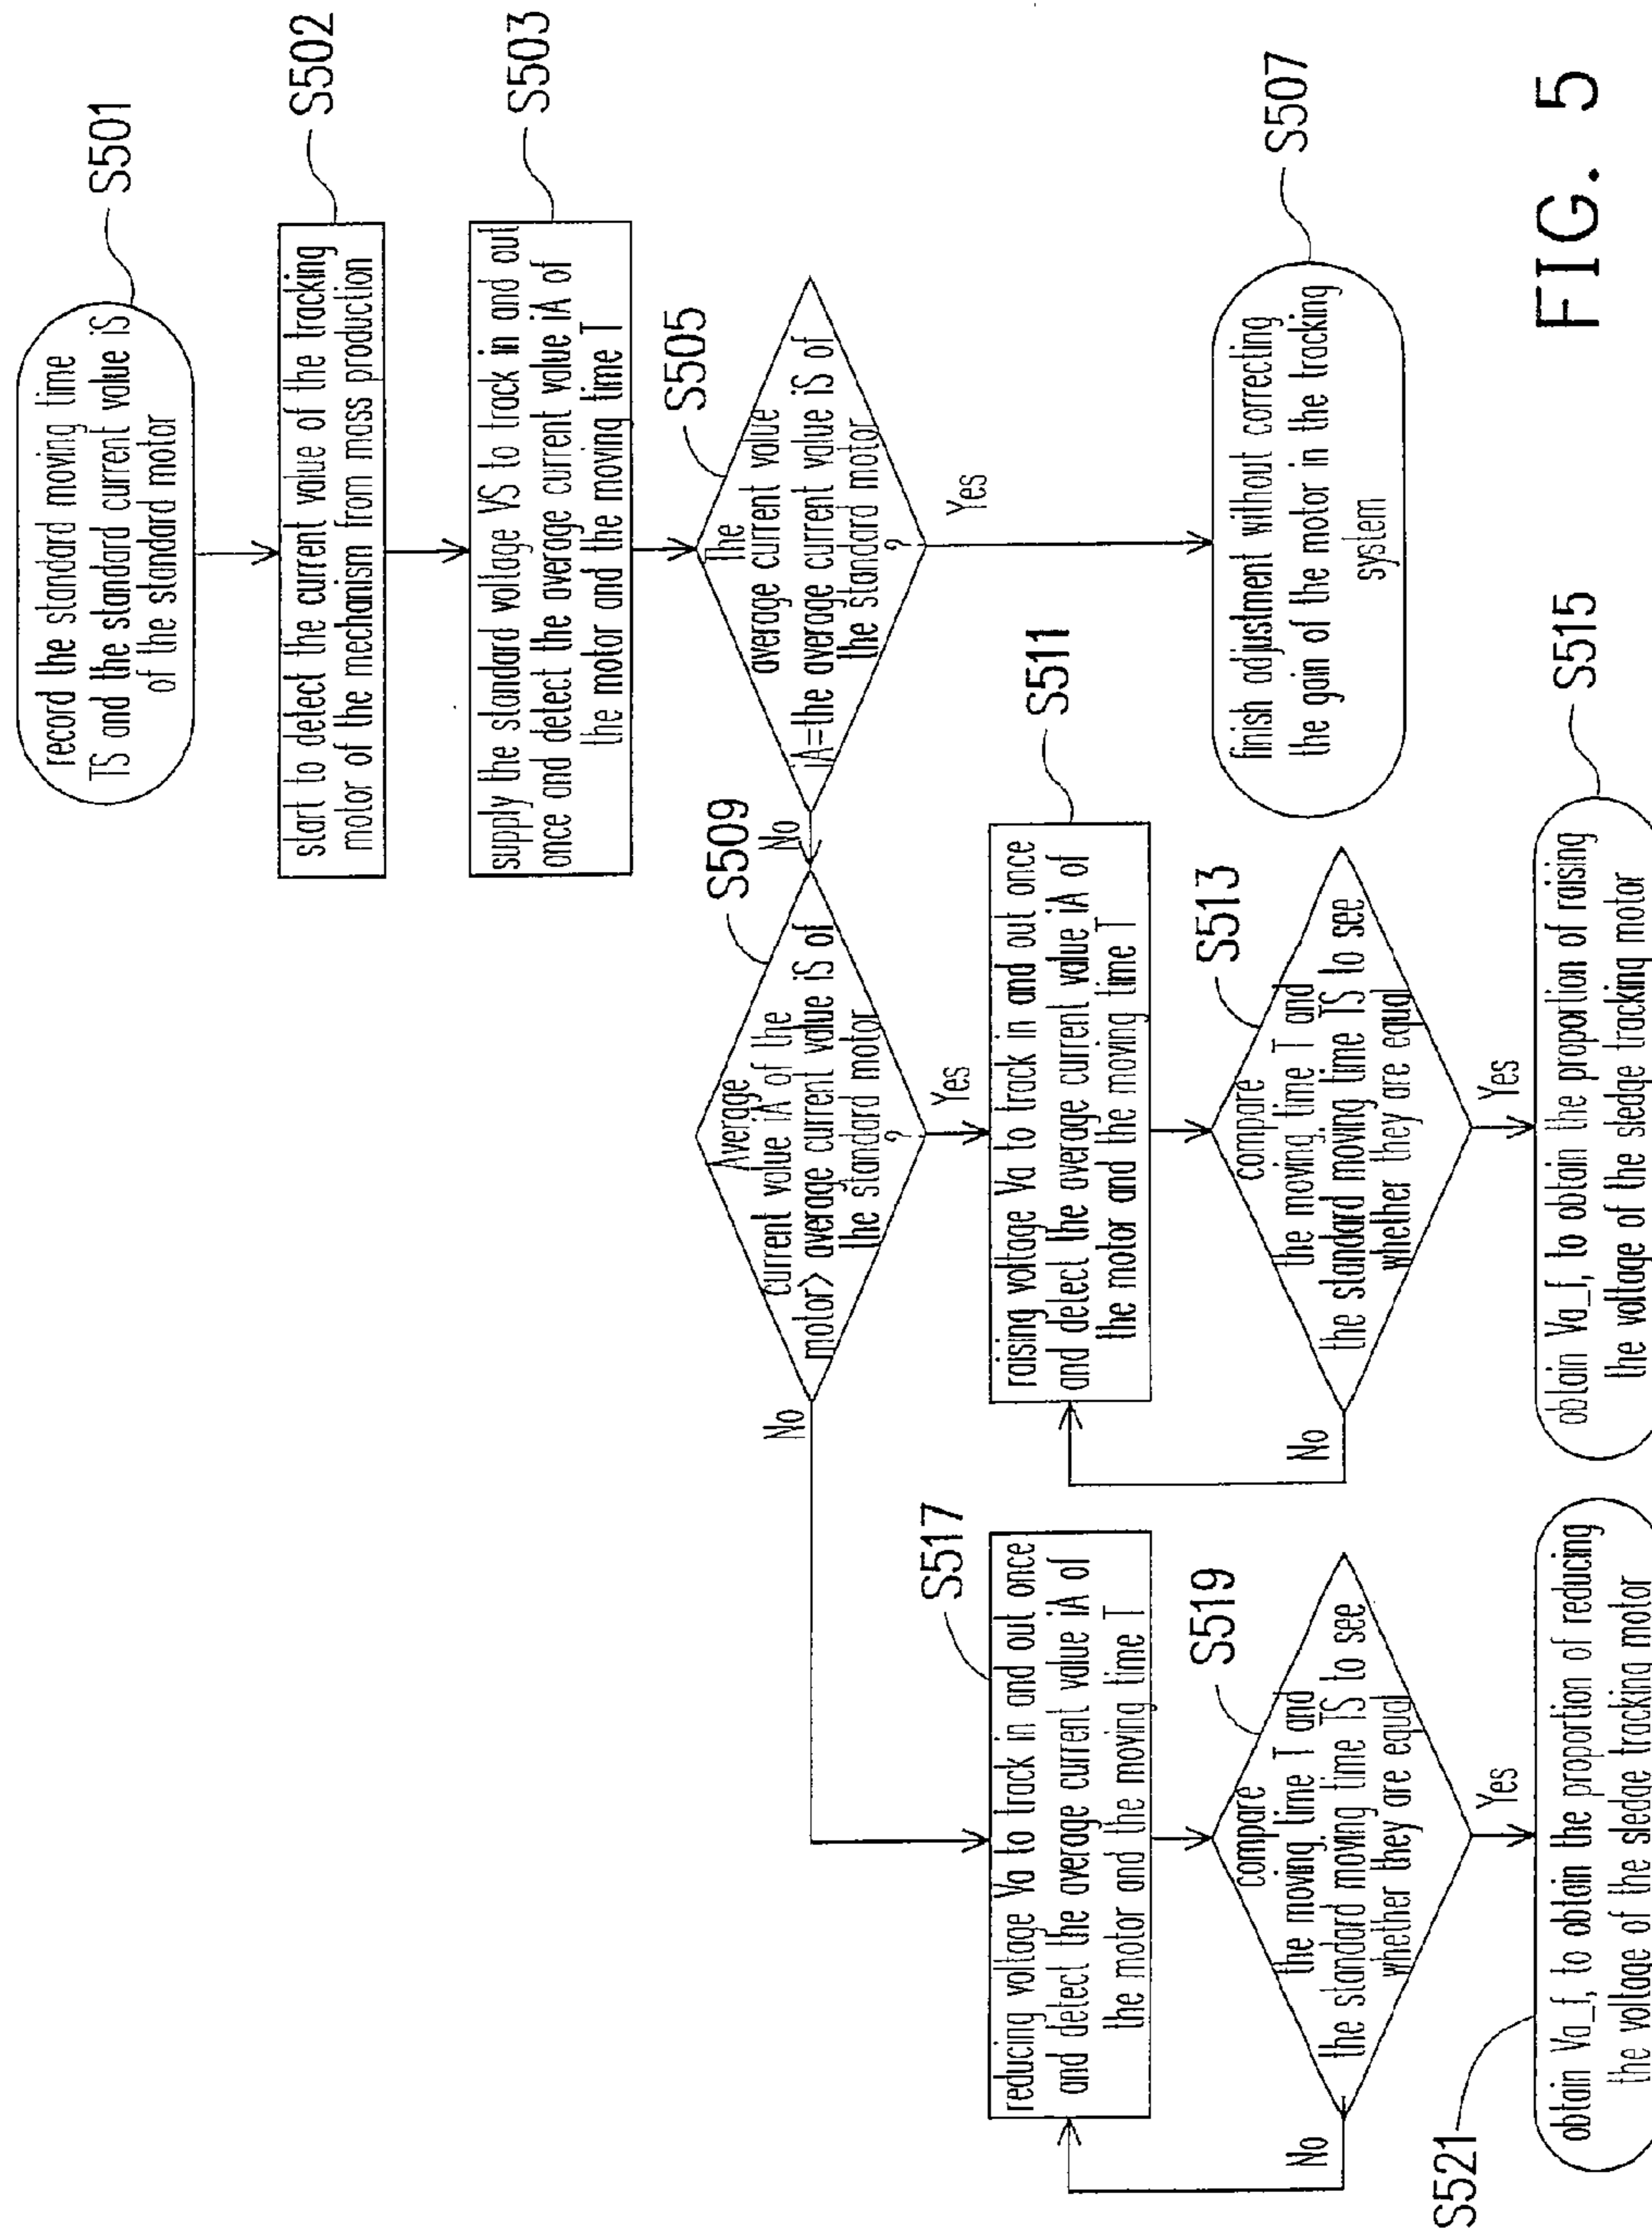 record the standard moving time
TS and the standard current value iS
of the standard motor
S501
start to detect the current value of the tracking
motor of the mechanism from mass production
S502
supply the standard voltage VS to track in and out
once and detect the average current value iA of
the motor and the moving time T
S503
The
average current value
iA=the average current value iS of
the standard motor
?
S505
Yes
No
finish adjustment without correcting
the gain of the motor in the tracking
system
S507
Average
current value iA of the
motor> average current value iS of
the standard motor
?
S509
Yes
No
raising voltage Va to track in and out once
and detect the average current value iA of
the motor and the moving time T
S511
compare
the moving time T and
the standard moving time TS to see
whether they are equal
S513
No
Yes
obtain Va_f, to obtain the proportion of raising
the voltage of the sledge tracking motor
S515
reducing voltage Va to track in and out once
and detect the average current value iA of
the motor and the moving time T
S517
compare
the moving time T and
the standard moving time TS to see
whether they are equal
S519
No
Yes
obtain Va_f, to obtain the proportion of reducing
the voltage of the sledge tracking motor
S521
FIG. 5